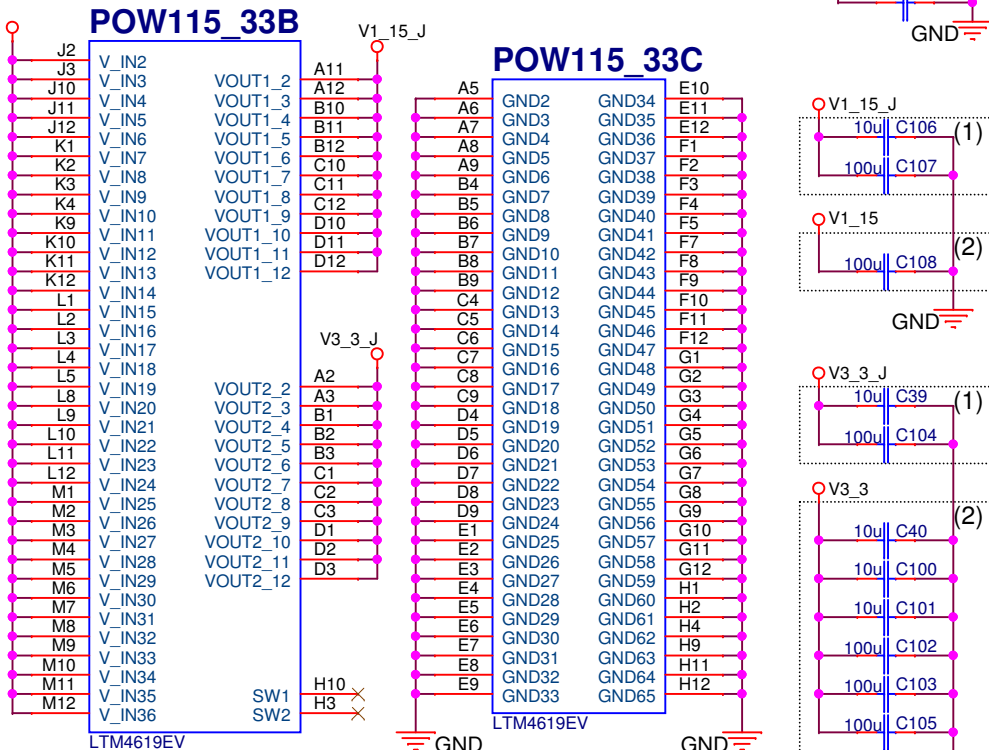 POW115_33B
V1_15_J
J2 V_IN2
J3 V_IN3
J10 V_IN4
J11 V_IN5
J12 V_IN6
K1 V_IN7
K2 V_IN8
K3 V_IN9
K4 V_IN10
K9 V_IN11
K10 V_IN12
K11 V_IN13
K12 V_IN14
L1 V_IN15
L2 V_IN16
L3 V_IN17
L4 V_IN18
L5 V_IN19
L8 V_IN20
L9 V_IN21
L10 V_IN22
L11 V_IN23
L12 V_IN24
M1 V_IN25
M2 V_IN26
M3 V_IN27
M4 V_IN28
M5 V_IN29
M6 V_IN30
M7 V_IN31
M8 V_IN32
M9 V_IN33
M10 V_IN34
M11 V_IN35
M12 V_IN36
VOUT1_2 A11
VOUT1_3 A12
VOUT1_4 B10
VOUT1_5 B11
VOUT1_6 B12
VOUT1_7 C10
VOUT1_8 C11
VOUT1_9 C12
VOUT1_10 D10
VOUT1_11 D11
VOUT1_12 D12
V3_3_J
VOUT2_2 A2
VOUT2_3 A3
VOUT2_4 B1
VOUT2_5 B2
VOUT2_6 B3
VOUT2_7 C1
VOUT2_8 C2
VOUT2_9 C3
VOUT2_10 D1
VOUT2_11 D2
VOUT2_12 D3
SW1 H10
SW2 H3
LTM4619EV
POW115_33C
A5 GND2 GND34 E10
A6 GND3 GND35 E11
A7 GND4 GND36 E12
A8 GND5 GND37 F1
A9 GND6 GND38 F2
B4 GND7 GND39 F3
B5 GND8 GND40 F4
B6 GND9 GND41 F5
B7 GND10 GND42 F7
B8 GND11 GND43 F8
B9 GND12 GND44 F9
C4 GND13 GND45 F10
C5 GND14 GND46 F11
C6 GND15 GND47 F12
C7 GND16 GND48 G1
C8 GND17 GND49 G2
C9 GND18 GND50 G3
D4 GND19 GND51 G4
D5 GND20 GND52 G5
D6 GND21 GND53 G6
D7 GND22 GND54 G7
D8 GND23 GND55 G8
D9 GND24 GND56 G9
E1 GND25 GND57 G10
E2 GND26 GND58 G11
E3 GND27 GND59 G12
E4 GND28 GND60 H1
E5 GND29 GND61 H2
E6 GND30 GND62 H4
E7 GND31 GND63 H9
E8 GND32 GND64 H11
E9 GND33 GND65 H12
LTM4619EV
GND
GND
GND
V1_15_J
10u C106 (1)
100u C107
V1_15
(2)
100u C108
GND
V3_3_J
10u C39 (1)
100u C104
V3_3
(2)
10u C40
10u C100
10u C101
100u C102
100u C103
100u C105